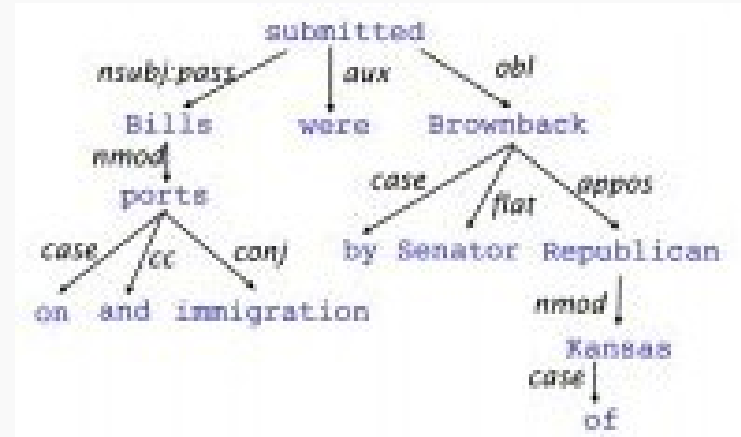 submitted
nsubj:pass aux obl
Bills were Brownback
nmod
ports case flat appos
case cc conj by Senator Republican
on and immigration nmod
Kansas
case
of